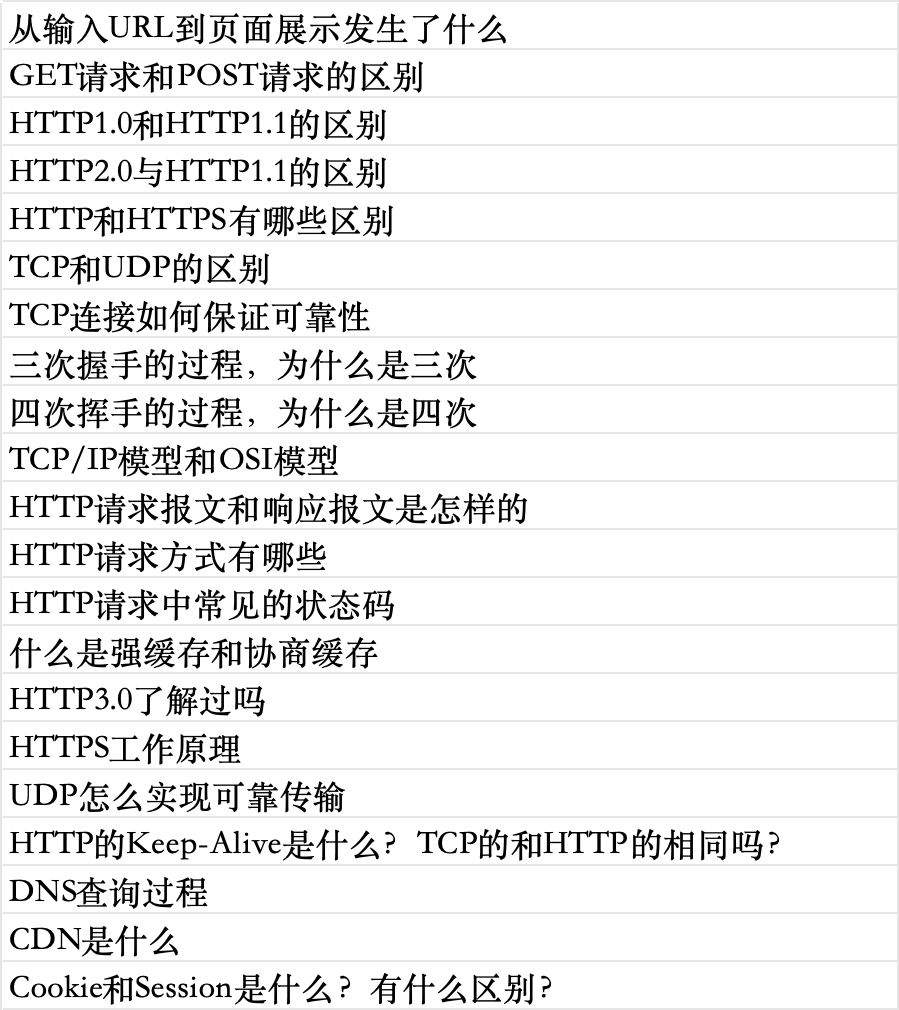 从输入URL到页面展示发生了什么
GET请求和POST请求的区别
HTTP1.0和HTTP1.1的区别
HTTP2.0与HTTP1.1的区别
HTTP和HTTPS有哪些区别
TCP和UDP的区别
TCP连接如何保证可靠性
三次握手的过程，为什么是三次
四次挥手的过程，为什么是四次
TCP/IP模型和OSI模型
HTTP请求报文和响应报文是怎样的
HTTP请求方式有哪些
HTTP请求中常见的状态码
什么是强缓存和协商缓存
HTTP3.0了解过吗
HTTPS工作原理
UDP怎么实现可靠传输
HTTP的Keep-Alive是什么？TCP的和HTTP的相同吗？
DNS查询过程
CDN是什么
Cookie和Session是什么？有什么区别？